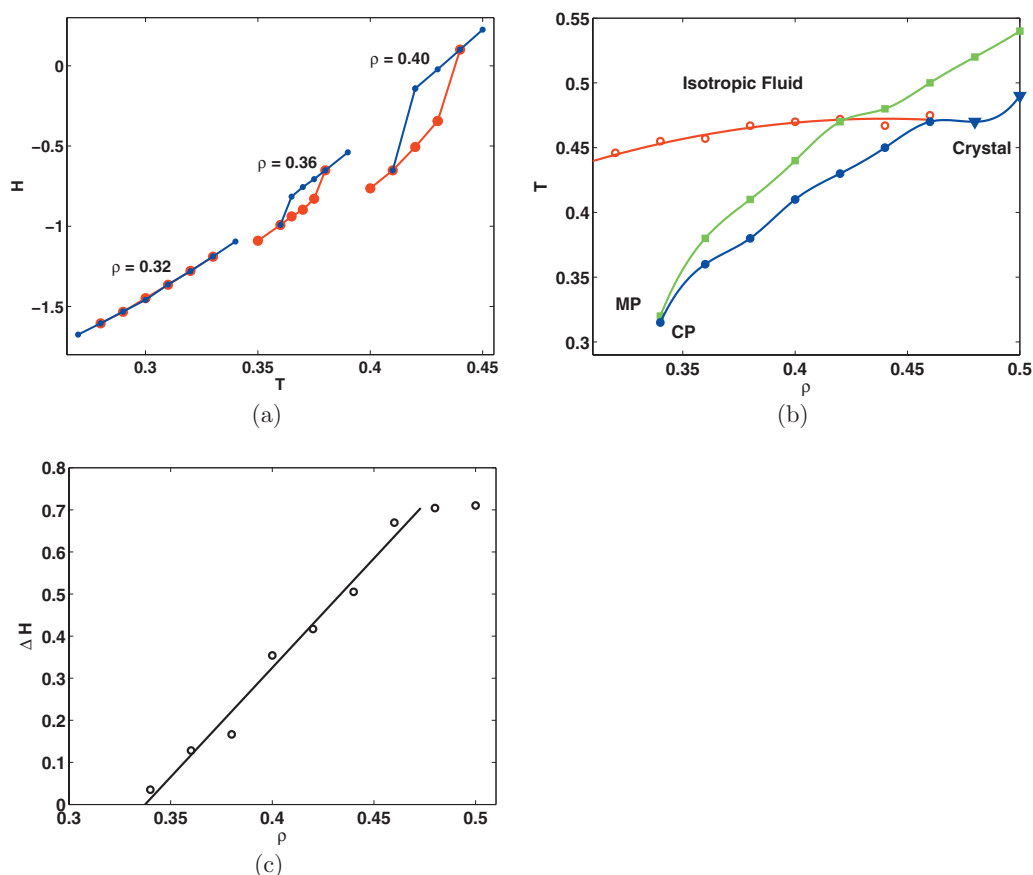 0
−0.5
−1
−1.5
H
ρ = 0.40
ρ = 0.36
ρ = 0.32
0.3 0.35 0.4 0.45
T
(a)
0.55
0.5
0.45
0.4
0.35
0.3
T
Isotropic Fluid
Crystal
MP
CP
0.35 0.4 0.45 0.5
ρ
(b)
0.8
0.7
0.6
0.5
0.4
0.3
0.2
0.1
0
Δ H
0.3 0.35 0.4 0.45 0.5
ρ
(c)